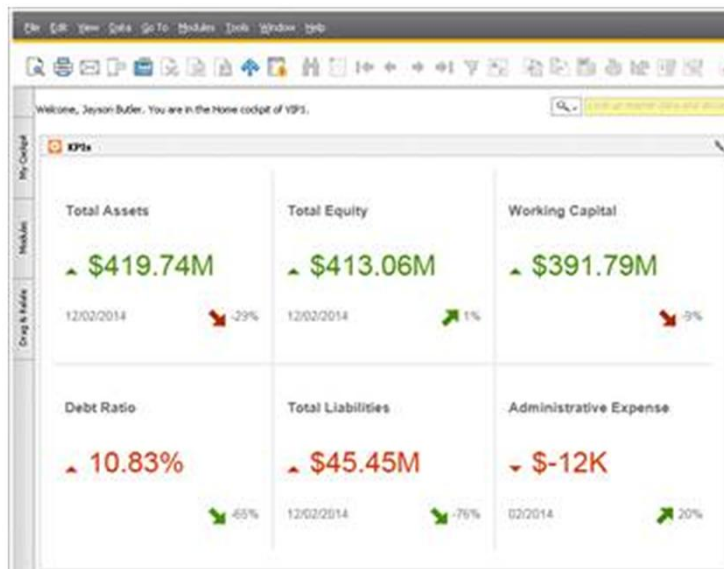 File Edit View Data Go To Modules Tools Window Help
Welcome, Jayson Butler. You are in the Home cockpit of VIP1.
My Cockpit
Modules
Drag & Relate
KPIs
Total Assets
Total Equity
Working Capital
$419.74M
$413.06M
$391.79M
12/02/2014
-29%
12/02/2014
1%
-9%
Debt Ratio
Total Liabilities
Administrative Expense
10.83%
$45.45M
$-12K
-65%
12/02/2014
-76%
02/2014
20%